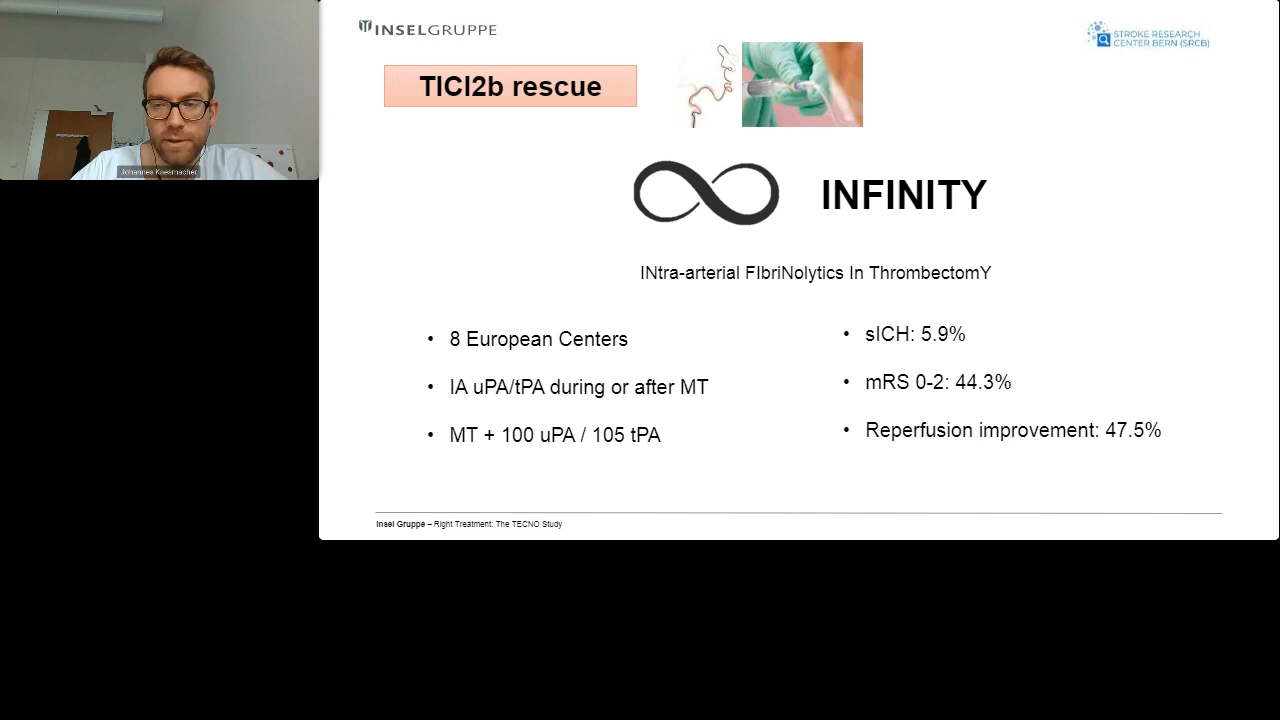 Johannes Kaesmacher
INSELGRUPPE
STROKE RESEARCH
CENTER BERN (SRCB)
TICI2b rescue
INFINITY
INtra-arterial FIbriNolytics In ThrombectomY
• 8 European Centers
• IA uPA/tPA during or after MT
• MT + 100 uPA / 105 tPA
• sICH: 5.9%
• mRS 0-2: 44.3%
• Reperfusion improvement: 47.5%
Insel Gruppe – Right Treatment: The TECNO Study